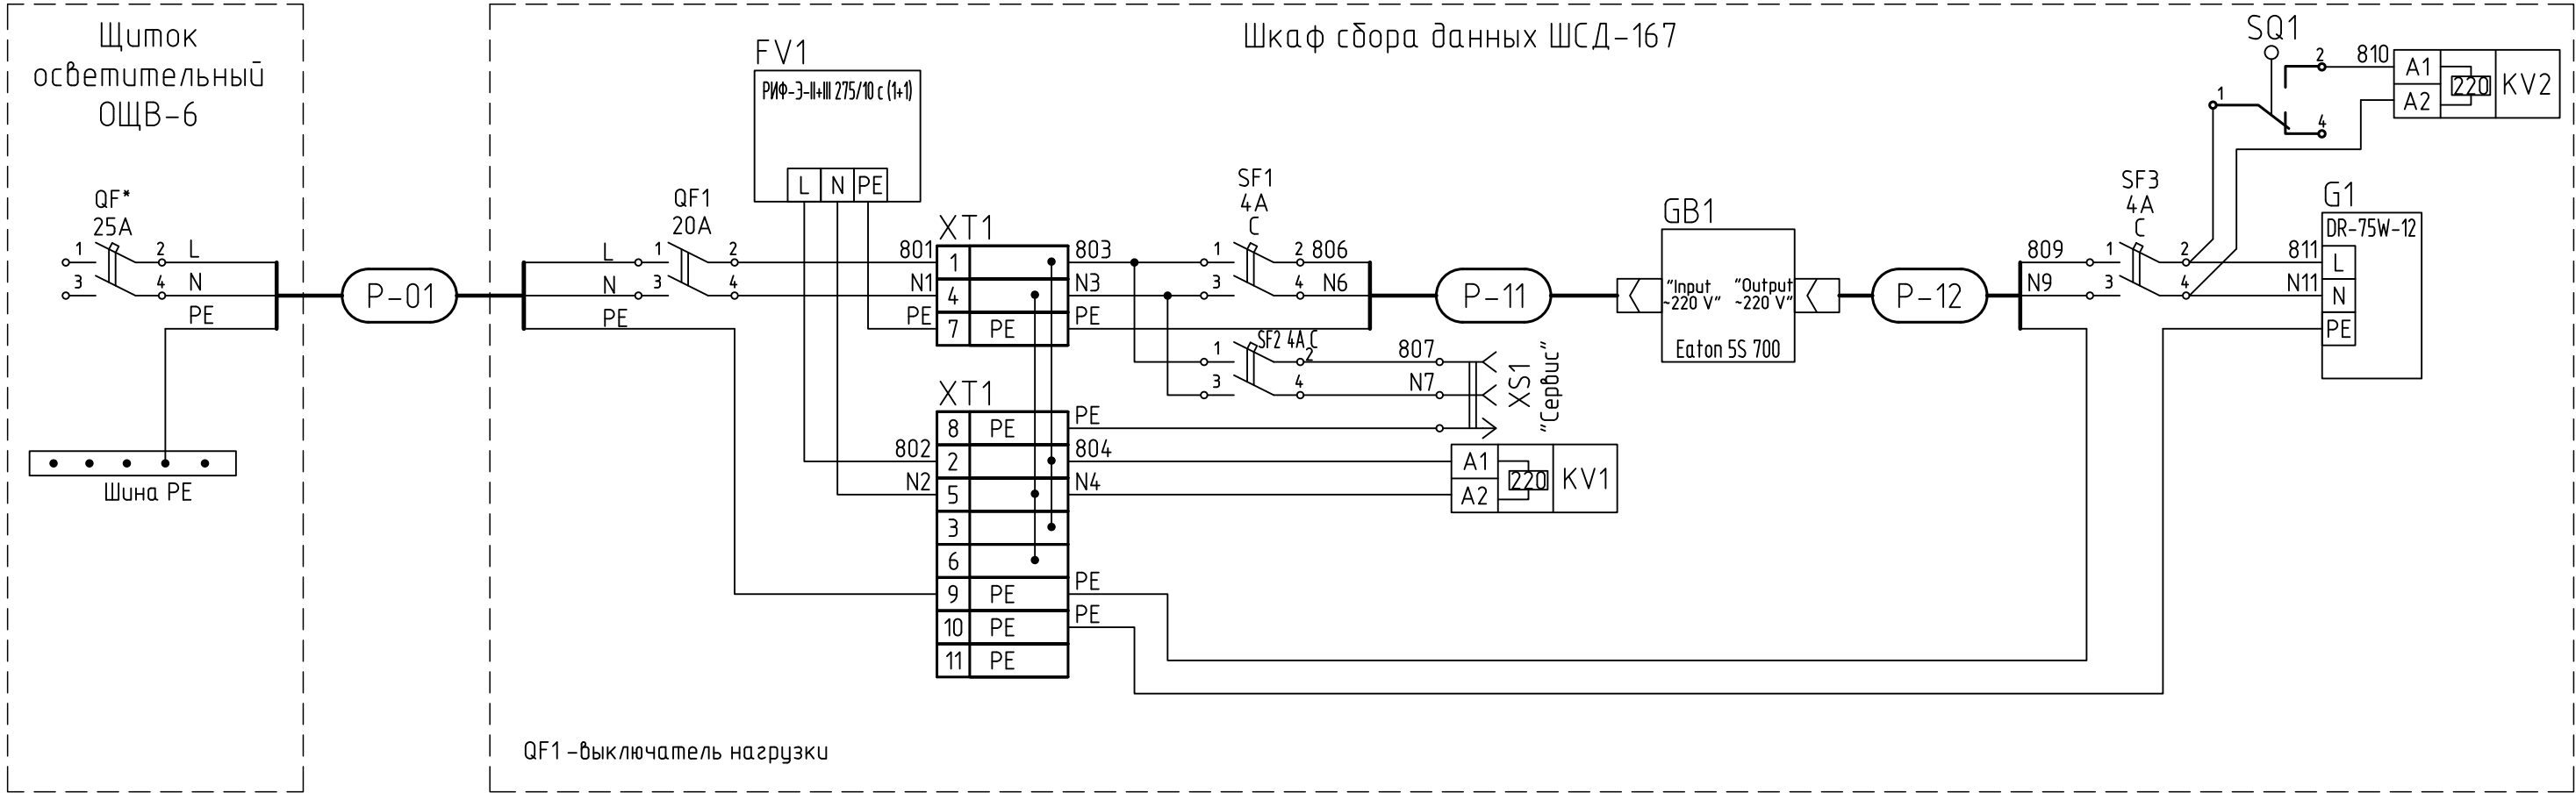 Щиток
осветительный
ОЩВ-6
QF*
25А
1
2
L
3
4
N
PE
Шина PE
P-01
Шкаф сбора данных ШСД-167
FV1
РИФ-Э-II+III 275/10 с (1+1)
L N PE
QF1
20А
L
1
2
801
N
3
4
N1
PE
PE
XT1
1
4
7 PE
803
N3
PE
SF1
4А
С
1
2
806
3
4
N6
SF2 4А С
1
2
807
3
4
N7
XS1
"Сервис"
XT1
8 PE
2
5
3
6
9 PE
10 PE
11 PE
802
N2
PE
804
N4
PE
PE
A1
A2
220
KV1
P-11
GB1
"Input
~220 V"
"Output
~220 V"
Eaton 5S 700
P-12
809
N9
SF3
4А
С
1
2
811
3
4
N11
SQ1
1
2
4
810
A1
A2
220
KV2
G1
DR-75W-12
L
N
PE
QF1 -выключатель нагрузки